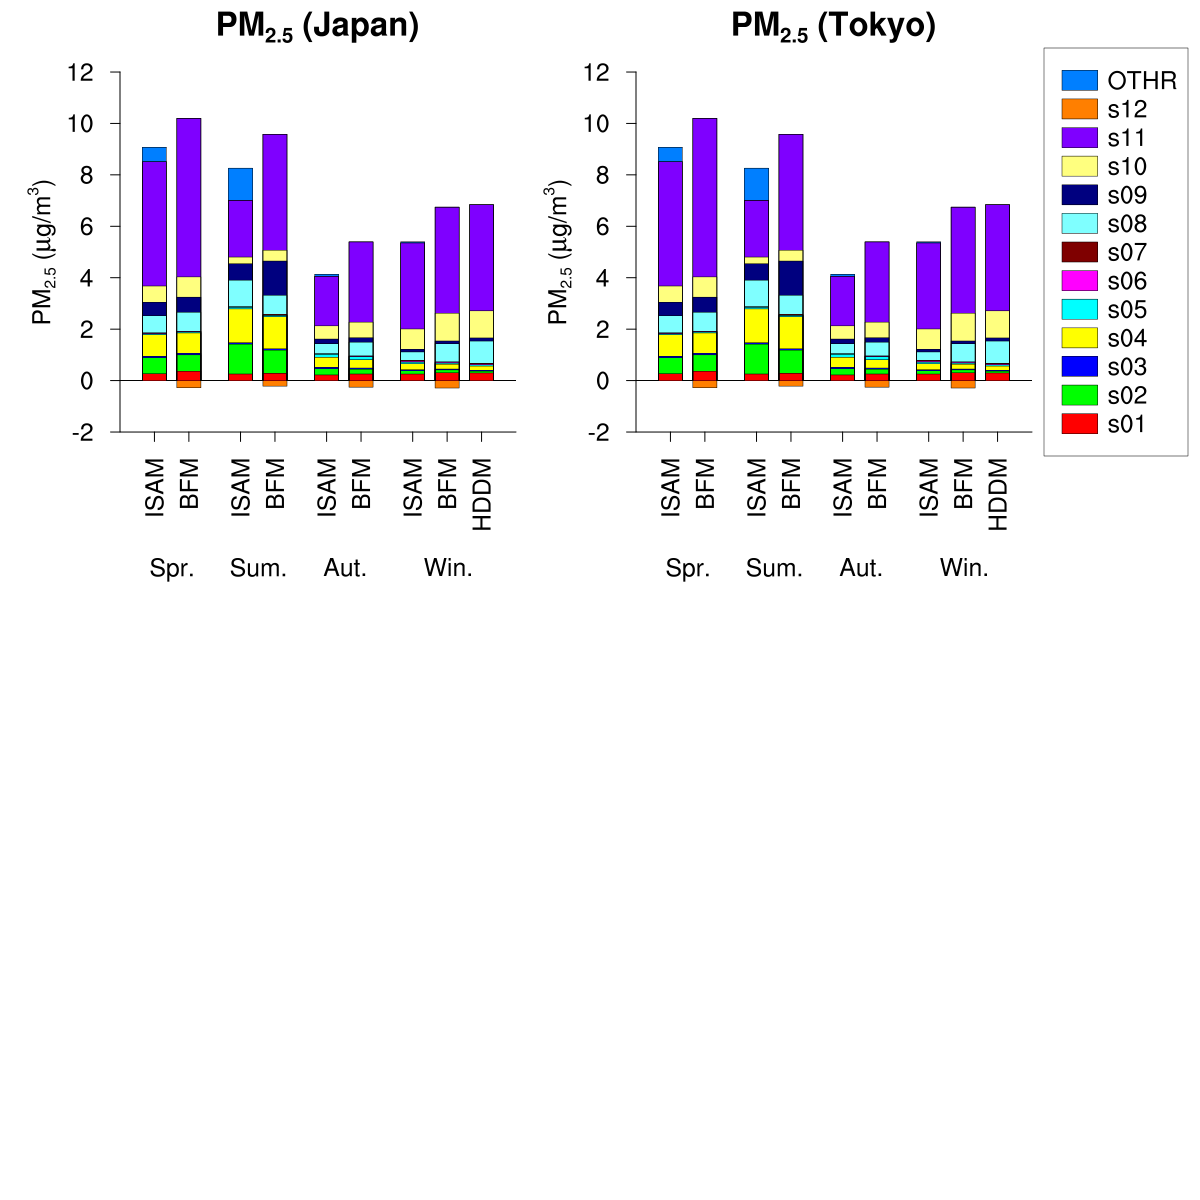 PM2.5 (Japan)
12
10
8
6
4
2
0
-2
PM2.5 (μg/m3)
ISAM
BFM
ISAM
BFM
ISAM
BFM
ISAM
BFM
HDDM
Spr.
Sum.
Aut.
Win.
PM2.5 (Tokyo)
12
10
8
6
4
2
0
-2
PM2.5 (μg/m3)
ISAM
BFM
ISAM
BFM
ISAM
BFM
ISAM
BFM
HDDM
Spr.
Sum.
Aut.
Win.
OTHR
s12
s11
s10
s09
s08
s07
s06
s05
s04
s03
s02
s01